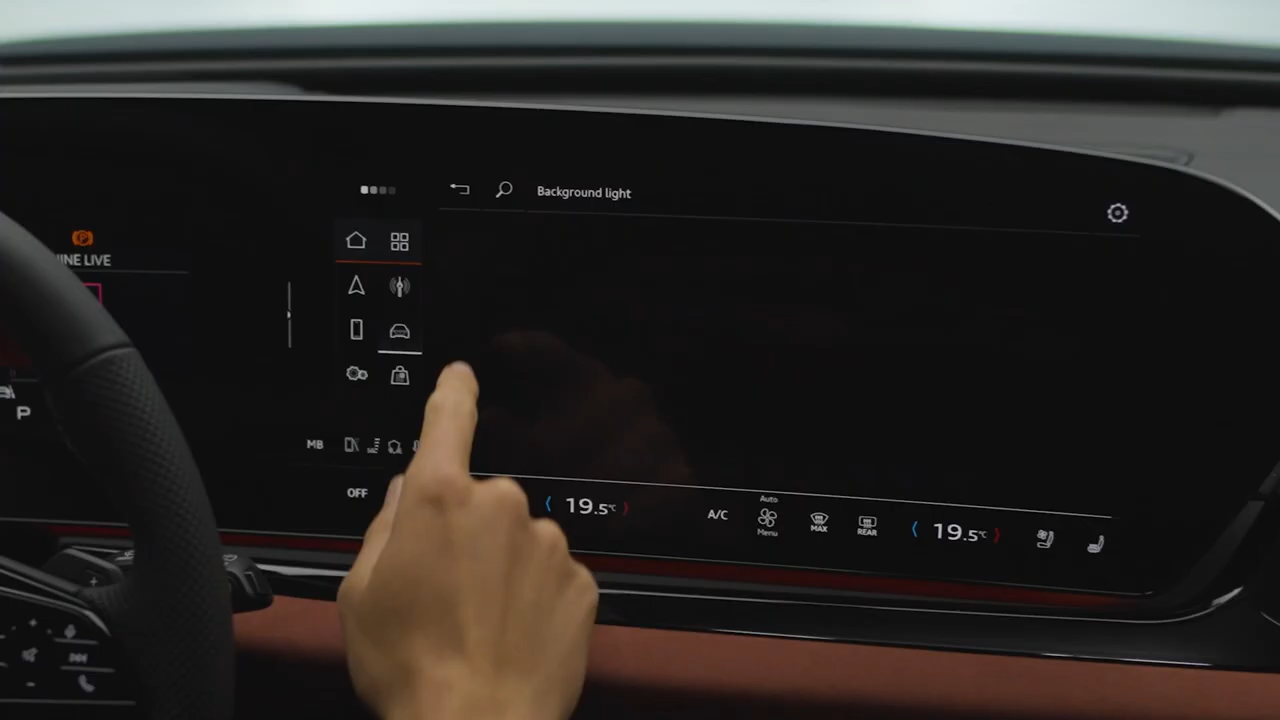 Background light
INE LIVE
P
MB
OFF
19.5°C
A/C
Auto
Menu
MAX
REAR
19.5°C